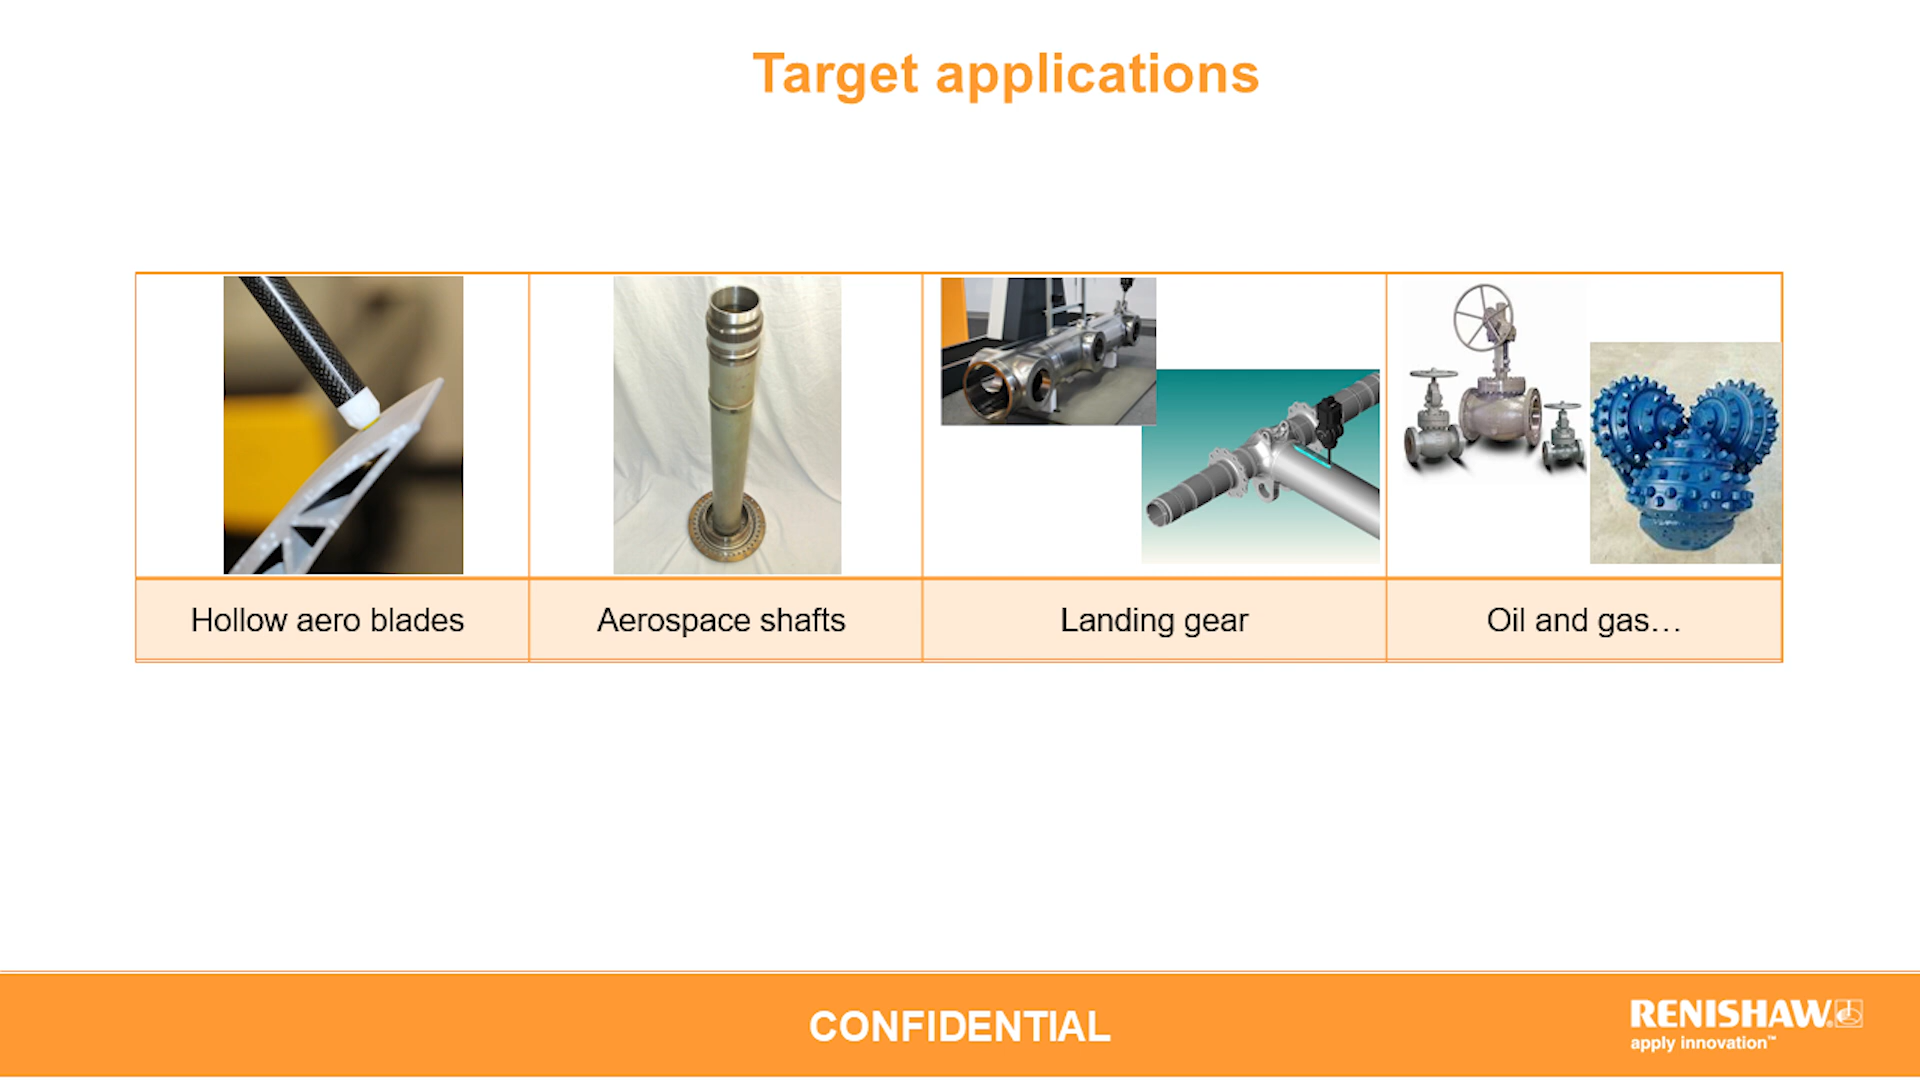 Target applications
Hollow aero blades
Aerospace shafts
Landing gear
Oil and gas…
CONFIDENTIAL
RENISHAW®
apply innovation™